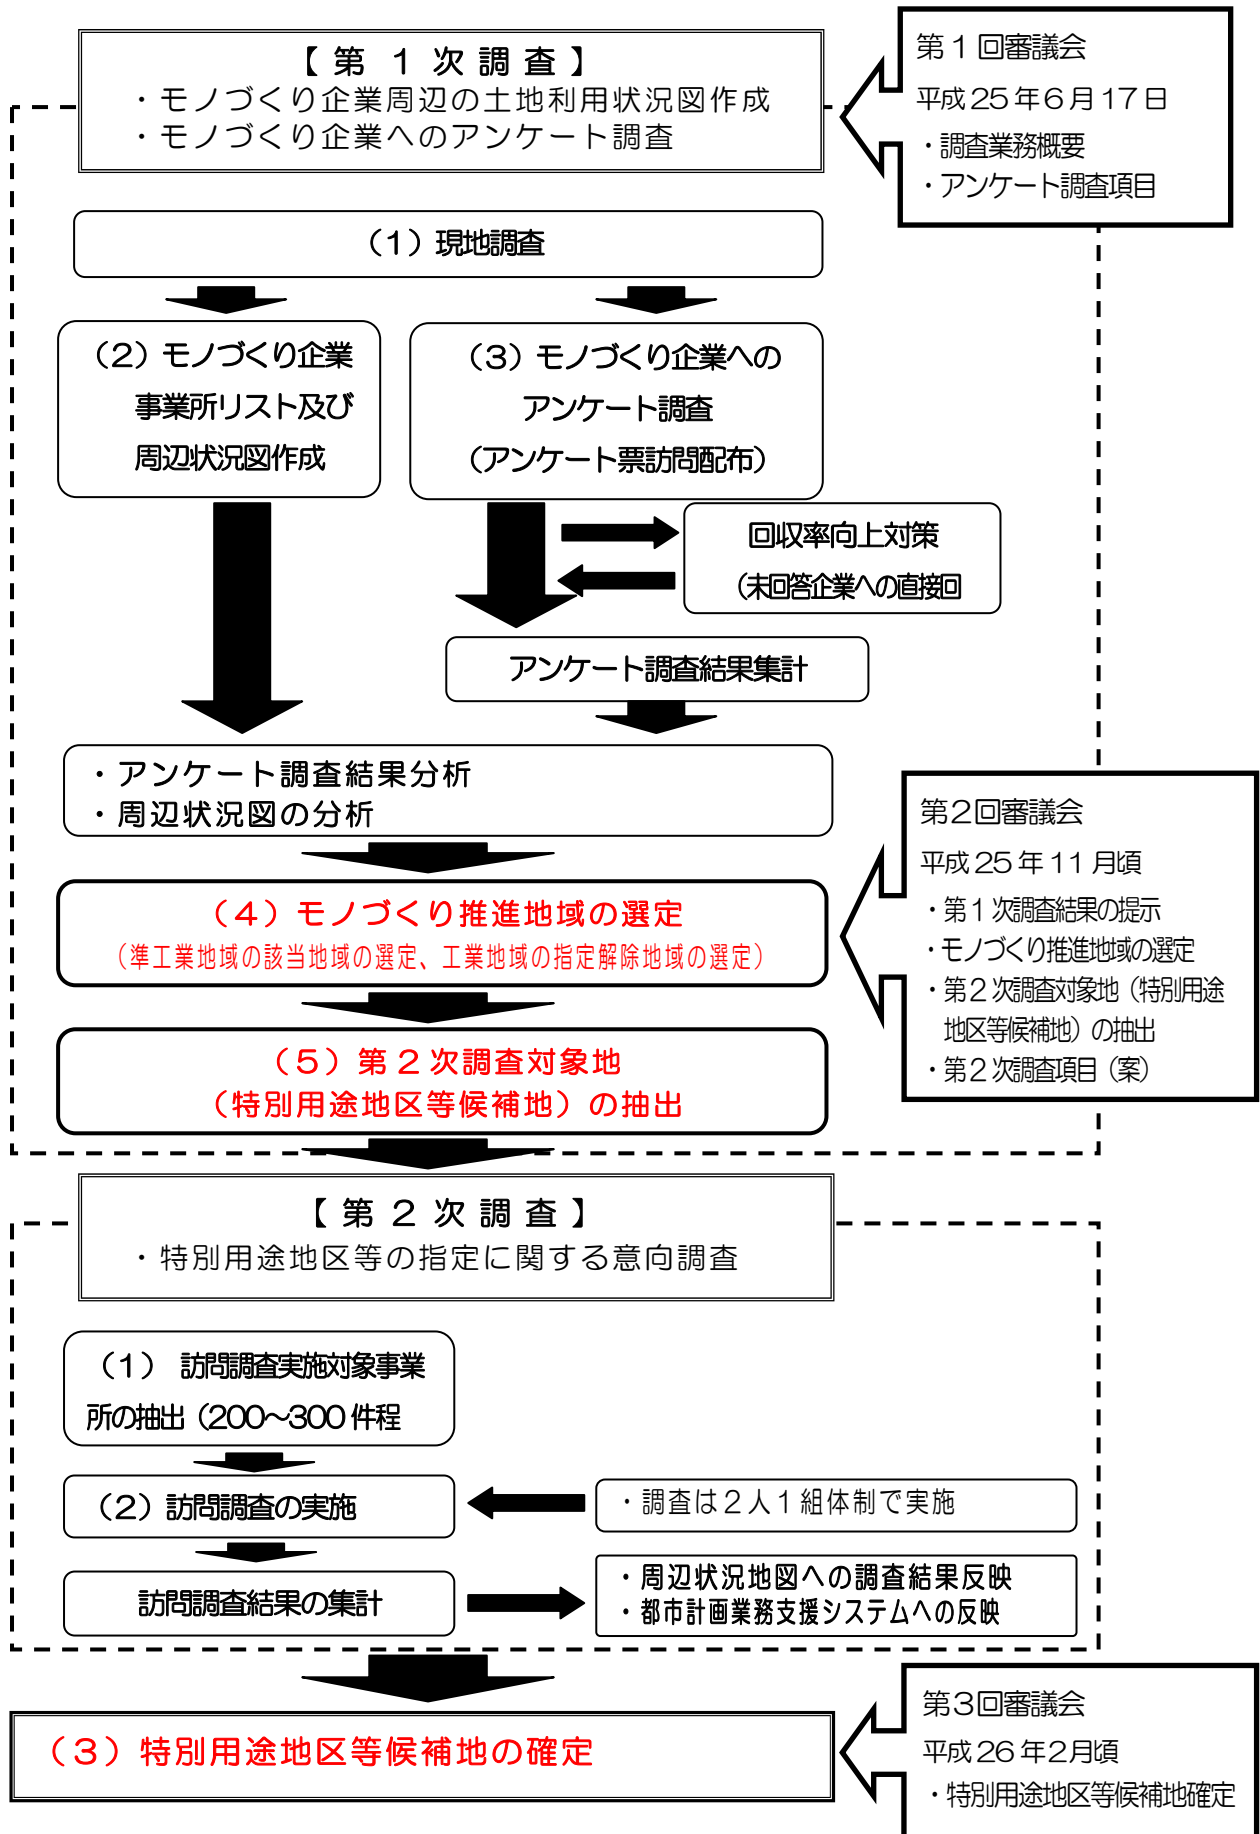 【 第 1 次 調 査 】
・モノづくり企業周辺の土地利用状況図作成
・モノづくり企業へのアンケート調査
第1回審議会
平成25年6月17日
・調査業務概要
・アンケート調査項目
（1）現地調査
（2）モノづくり企業
事業所リスト及び
周辺状況図作成
（3）モノづくり企業への
アンケート調査
（アンケート票訪問配布）
回収率向上対策
（未回答企業への直接回
アンケート調査結果集計
・アンケート調査結果分析
・周辺状況図の分析
（4）モノづくり推進地域の選定
（準工業地域の該当地域の選定、工業地域の指定解除地域の選定）
（5）第2次調査対象地
（特別用途地区等候補地）の抽出
第2回審議会
平成25年11月頃
・第1次調査結果の提示
・モノづくり推進地域の選定
・第2次調査対象地（特別用途
地区等候補地）の抽出
・第2次調査項目（案）
【 第 2 次 調 査 】
・特別用途地区等の指定に関する意向調査
（1） 訪問調査実施対象事業
所の抽出（200～300件程
（2）訪問調査の実施
・調査は2人1組体制で実施
訪問調査結果の集計
・周辺状況地図への調査結果反映
・都市計画業務支援システムへの反映
（3）特別用途地区等候補地の確定
第3回審議会
平成26年2月頃
・特別用途地区等候補地確定